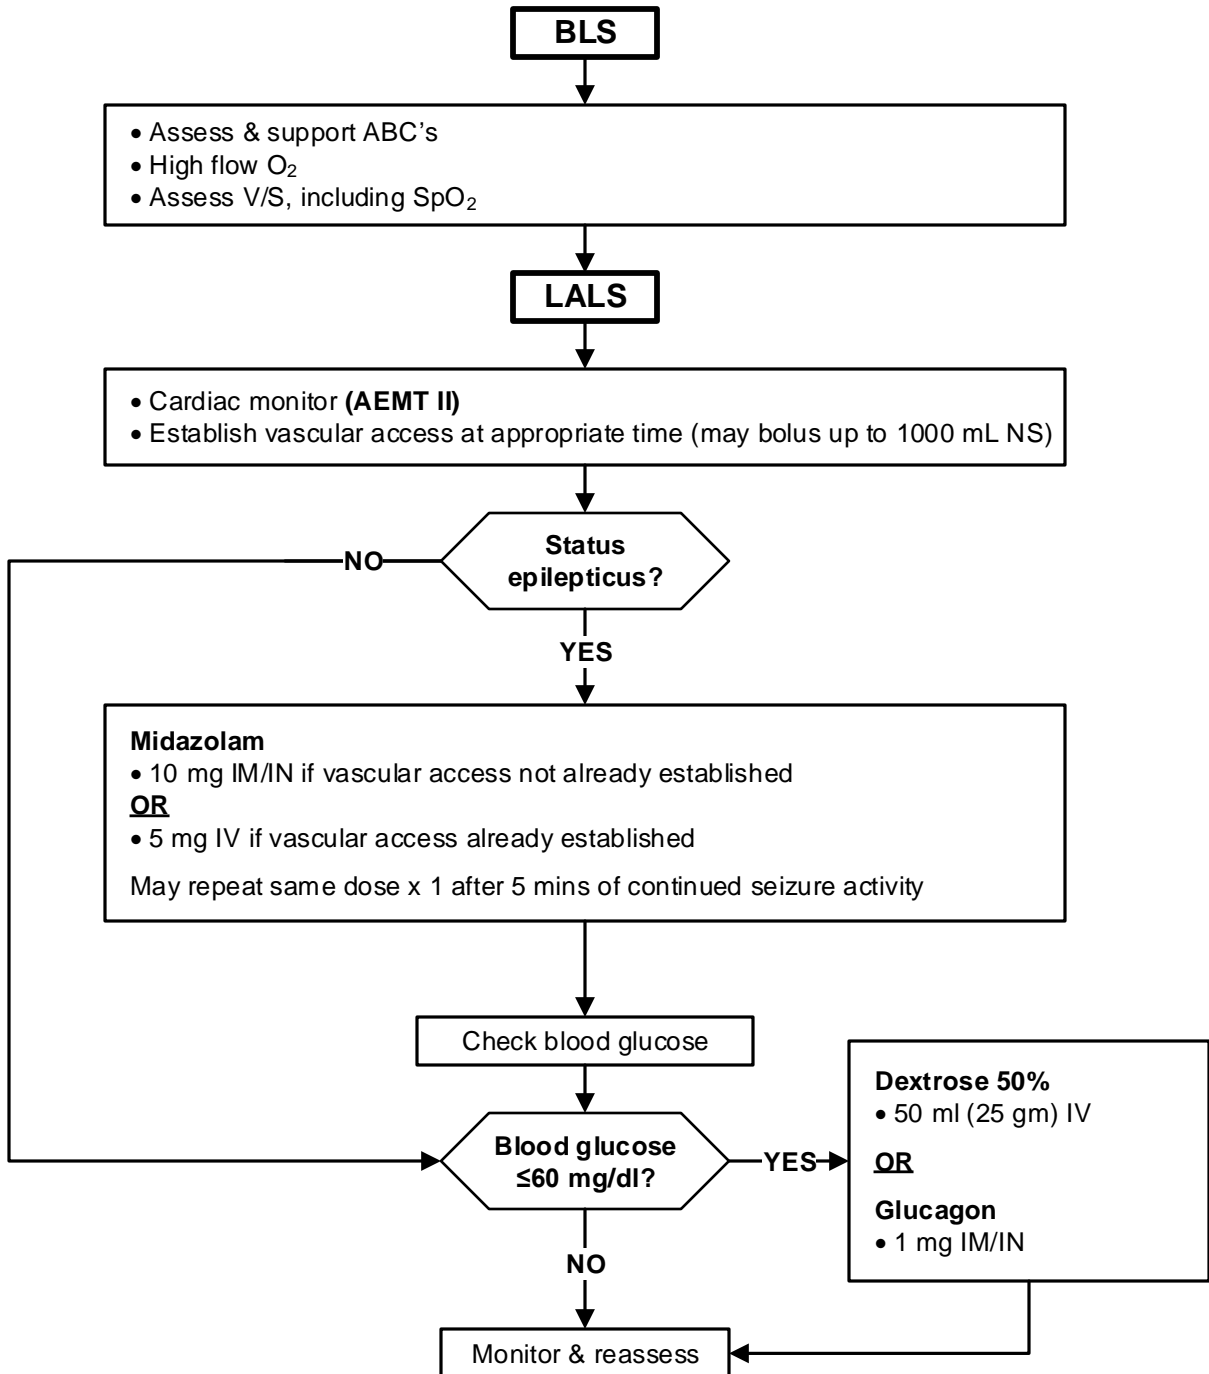 BLS
• Assess & support ABC’s
• High flow O₂
• Assess V/S, including SpO₂
LALS
• Cardiac monitor (AEMT II)
• Establish vascular access at appropriate time (may bolus up to 1000 mL NS)
Status
epilepticus?
NO
YES
Midazolam
• 10 mg IM/IN if vascular access not already established
OR
• 5 mg IV if vascular access already established
May repeat same dose x 1 after 5 mins of continued seizure activity
Check blood glucose
Blood glucose
≤60 mg/dl?
YES
Dextrose 50%
• 50 ml (25 gm) IV
OR
Glucagon
• 1 mg IM/IN
NO
Monitor & reassess